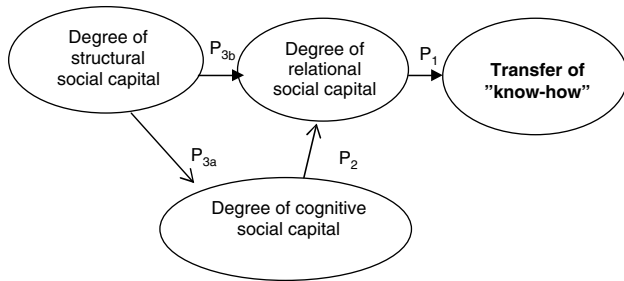 Degree of
structural
social capital
P3b
Degree of
relational
social capital
P1
Transfer of
”know-how”
P3a
P2
Degree of cognitive
social capital